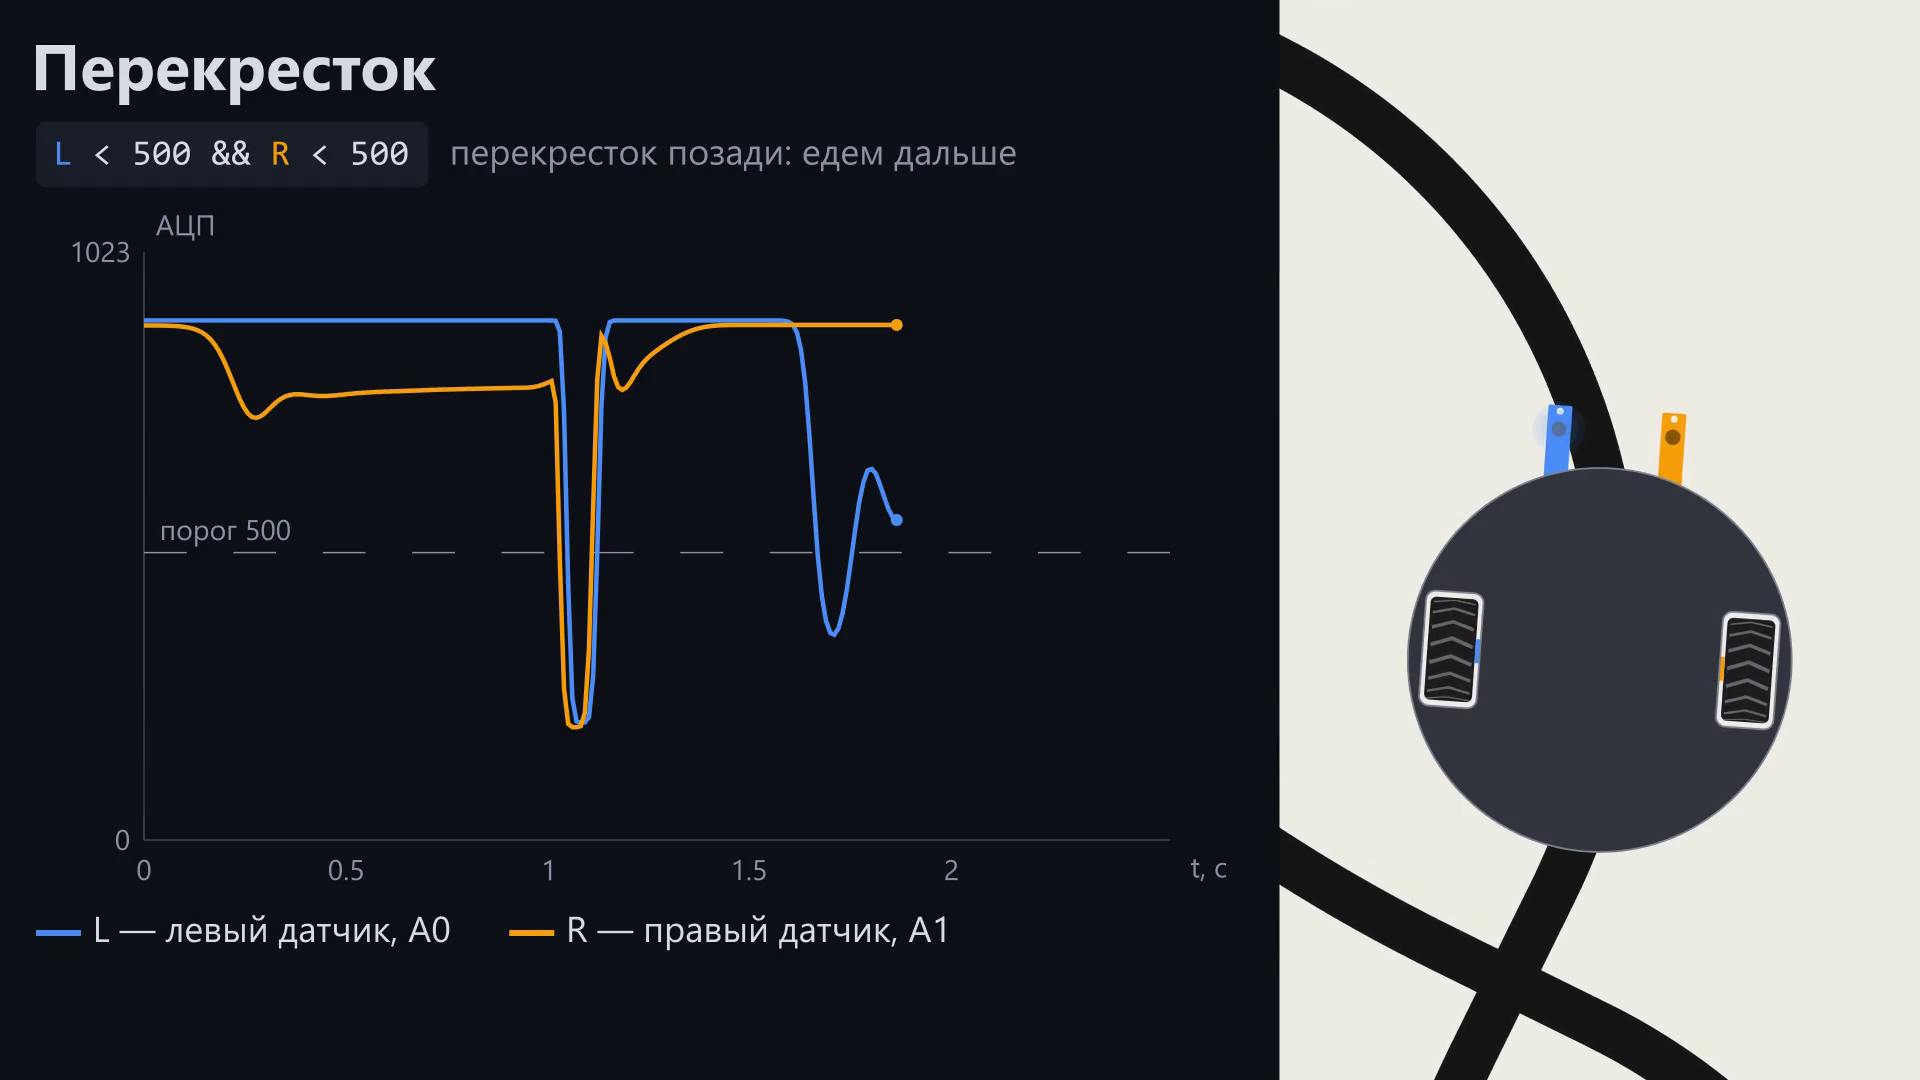 Перекресток
L < 500 && R < 500 перекресток позади: едем дальше
АЦП
1023
порог 500
0
0 0.5 1 1.5 2 t, с
L — левый датчик, A0 R — правый датчик, A1